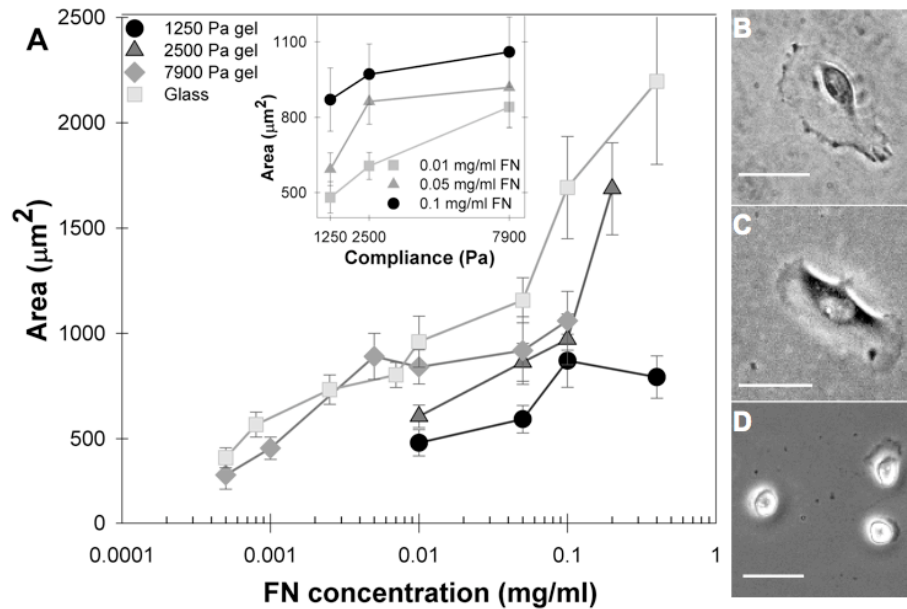 A
1250 Pa gel
2500 Pa gel
7900 Pa gel
Glass
2500
2000
1500
1000
500
0
Area (μm²)
0.0001
0.001
0.01
0.1
1
FN concentration (mg/ml)
1100
800
500
Area (μm²)
0.01 mg/ml FN
0.05 mg/ml FN
0.1 mg/ml FN
1250 2500 7900
Compliance (Pa)
B
C
D